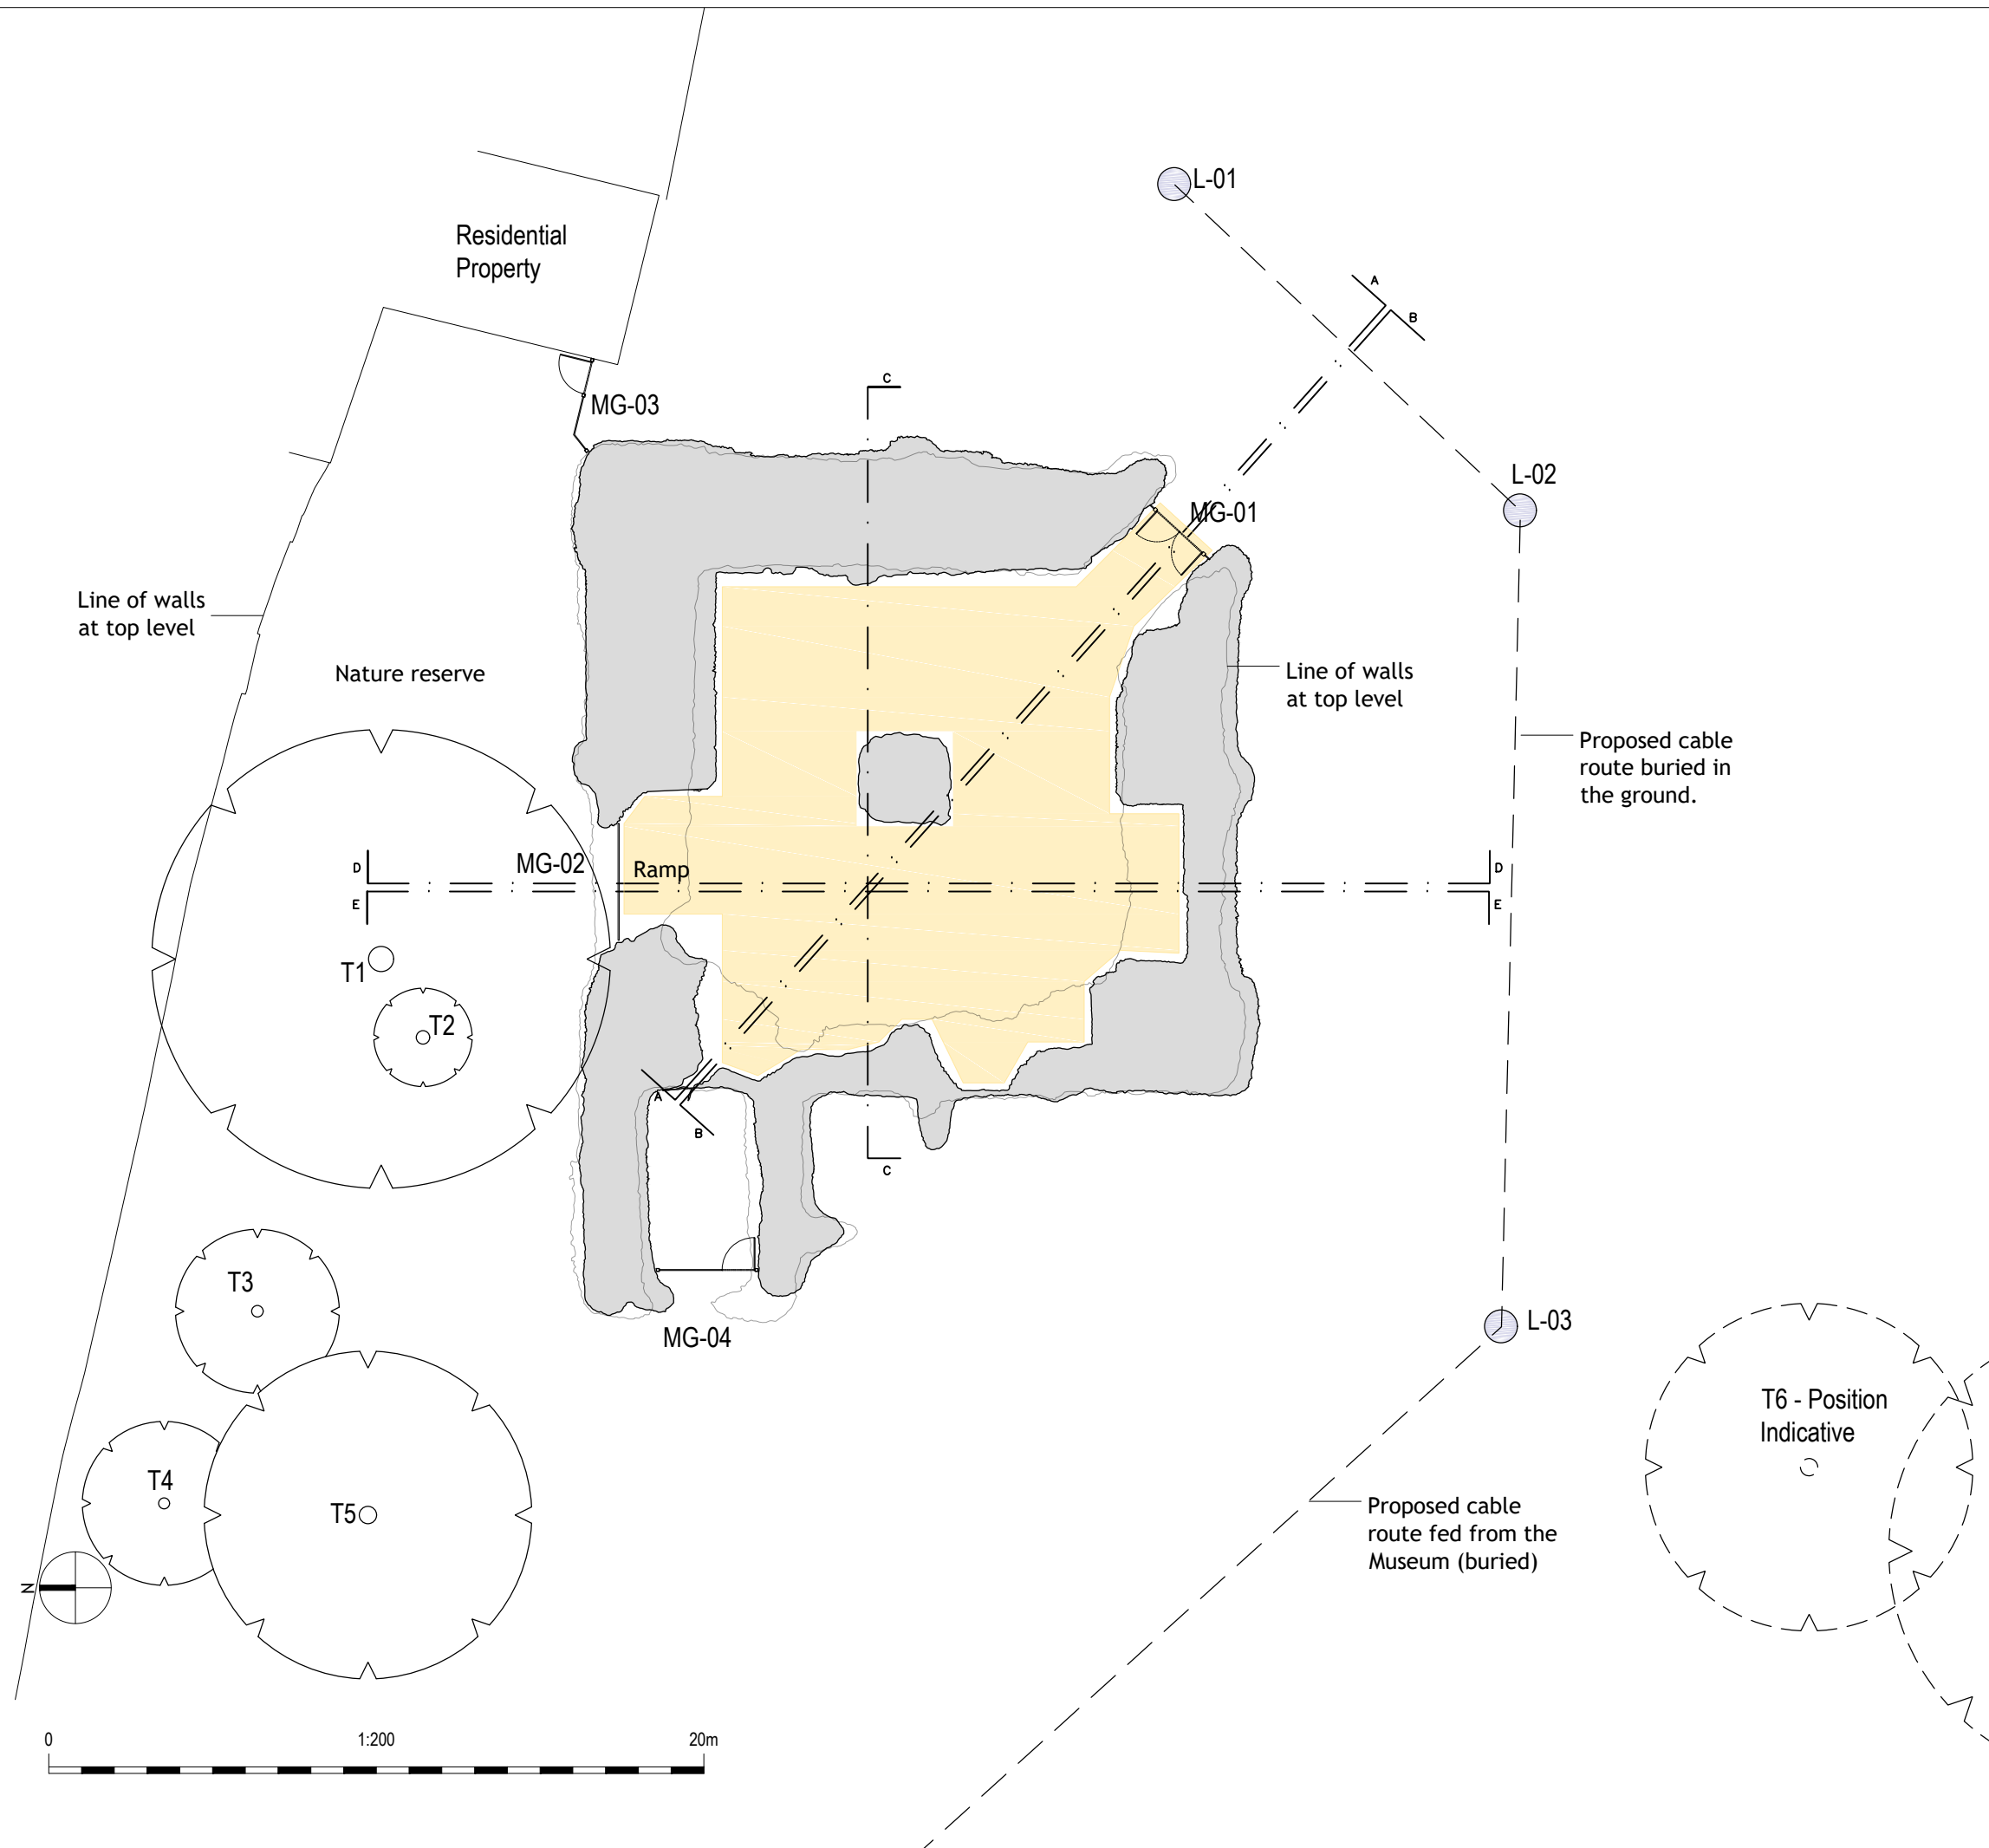 L-01
Residential
Property
A
B
C
MG-03
L-02
MG-01
Line of walls
at top level
Nature reserve
Line of walls
at top level
Proposed cable
route buried in
the ground.
D
MG-02
Ramp
D
E
E
T1
T2
A
B
C
T3
L-03
MG-04
T6 - Position
Indicative
T4
T5
Proposed cable
route fed from the
Museum (buried)
N
0
1:200
20m